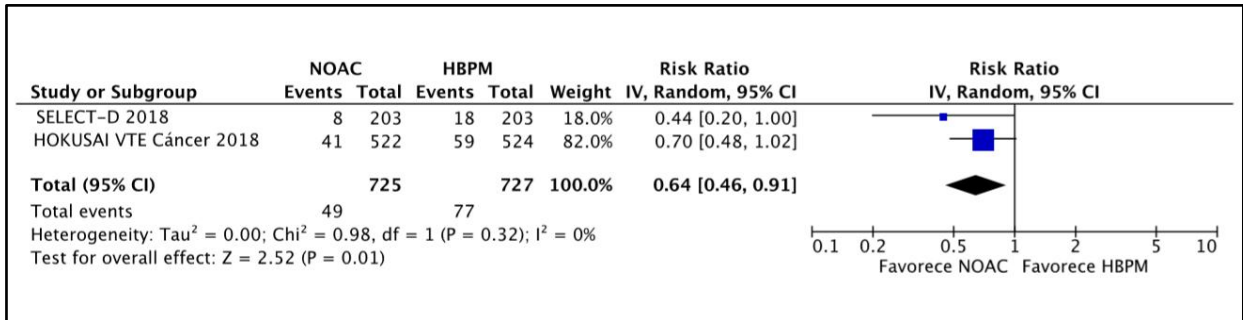 NOAC HBPM Risk Ratio Risk Ratio
Study or Subgroup Events Total Events Total Weight IV, Random, 95% CI IV, Random, 95% CI
SELECT-D 2018 8 203 18 203 18.0% 0.44 [0.20, 1.00]
HOKUSAI VTE Cáncer 2018 41 522 59 524 82.0% 0.70 [0.48, 1.02]
Total (95% CI) 725 727 100.0% 0.64 [0.46, 0.91]
Total events 49 77
Heterogeneity: Tau² = 0.00; Chi² = 0.98, df = 1 (P = 0.32); I² = 0%
Test for overall effect: Z = 2.52 (P = 0.01)
0.1 0.2 0.5 1 2 5 10
Favorece NOAC Favorece HBPM